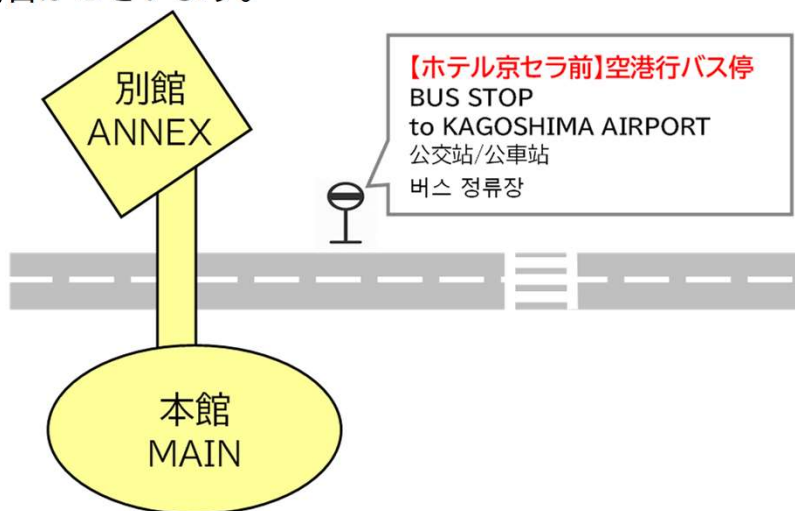 別館
ANNEX
【ホテル京セラ前】空港行バス停
BUS STOP
to KAGOSHIMA AIRPORT
公交站/公車站
버스 정류장
本館
MAIN